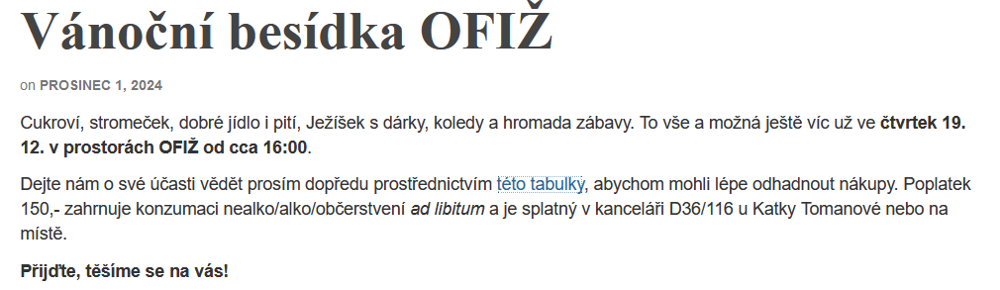 Vánoční besídka OFIŽ
on PROSINEC 1, 2024
Cukroví, stromeček, dobré jídlo i pití, Ježíšek s dárky, koledy a hromada zábavy. To vše a možná ještě víc už ve čtvrtek 19.
12. v prostorách OFIŽ od cca 16:00.
Dejte nám o své účasti vědět prosím dopředu prostřednictvím této tabulky, abychom mohli lépe odhadnout nákupy. Poplatek
150,- zahrnuje konzumaci nealko/alko/občerstvení ad libitum a je splatný v kanceláři D36/116 u Katky Tomanové nebo na
místě.
Přijďte, těšíme se na vás!